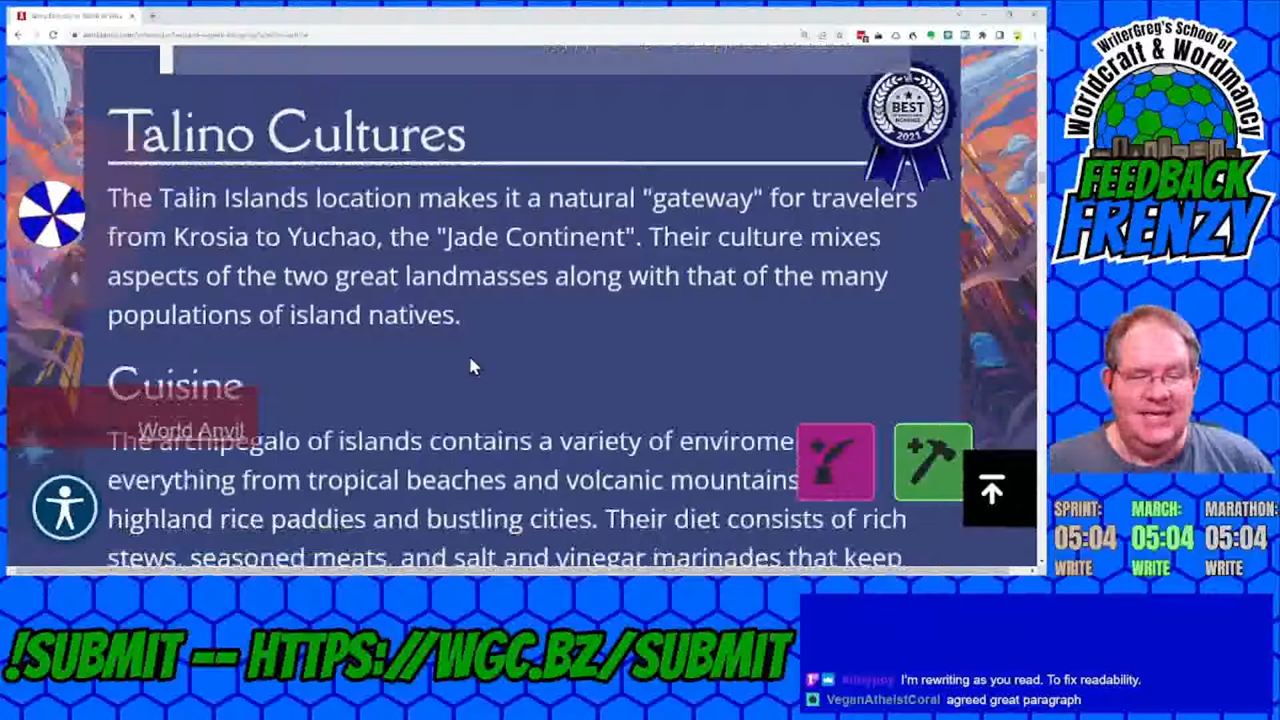 WriterGreg's School of
Worldcraft & Wordmancy
FEEDBACK
FRENZY
BEST
2021
Talino Cultures
The Talin Islands location makes it a natural "gateway" for travelers
from Krosia to Yuchao, the "Jade Continent". Their culture mixes
aspects of the two great landmasses along with that of the many
populations of island natives.
Cuisine
World Anvil
The archipegalo of islands contains a variety of envirome
everything from tropical beaches and volcanic mountains
highland rice paddies and bustling cities. Their diet consists of rich
stews, seasoned meats, and salt and vinegar marinades that keep
SPRINT: MARCH: MARATHON:
05:04 05:04 05:04
WRITE WRITE WRITE
!SUBMIT -- HTTPS://WGC.BZ/SUBMIT
I'm rewriting as you read. To fix readability.
VeganAtheistCoral agreed great paragraph